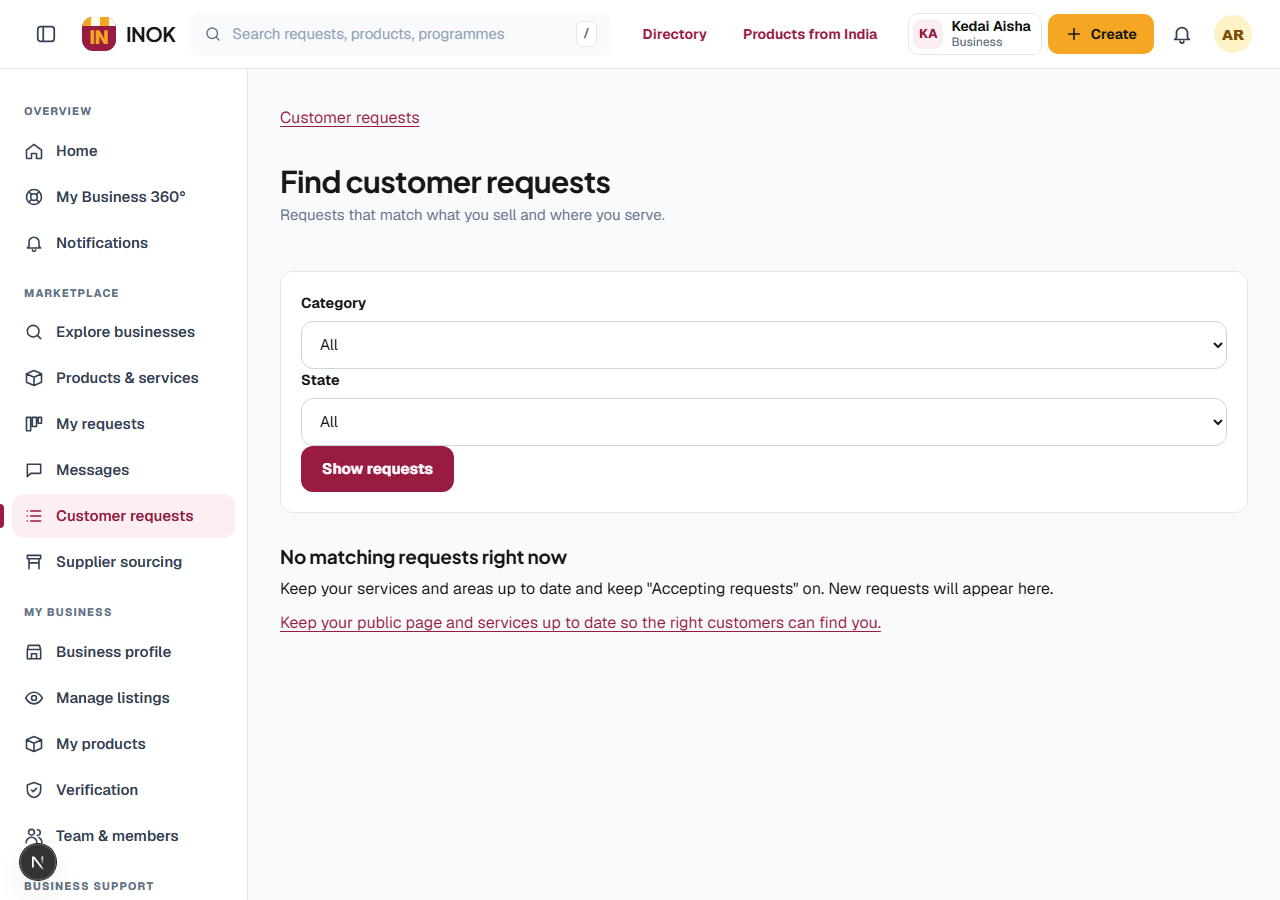 IN INOK
Search requests, products, programmes /
Directory
Products from India
KA Kedai Aisha
Business
+ Create
AR
OVERVIEW
Home
My Business 360°
Notifications
MARKETPLACE
Explore businesses
Products & services
My requests
Messages
Customer requests
Supplier sourcing
MY BUSINESS
Business profile
Manage listings
My products
Verification
Team & members
N
BUSINESS SUPPORT
Customer requests
Find customer requests
Requests that match what you sell and where you serve.
Category
All
State
All
Show requests
No matching requests right now
Keep your services and areas up to date and keep "Accepting requests" on. New requests will appear here.
Keep your public page and services up to date so the right customers can find you.